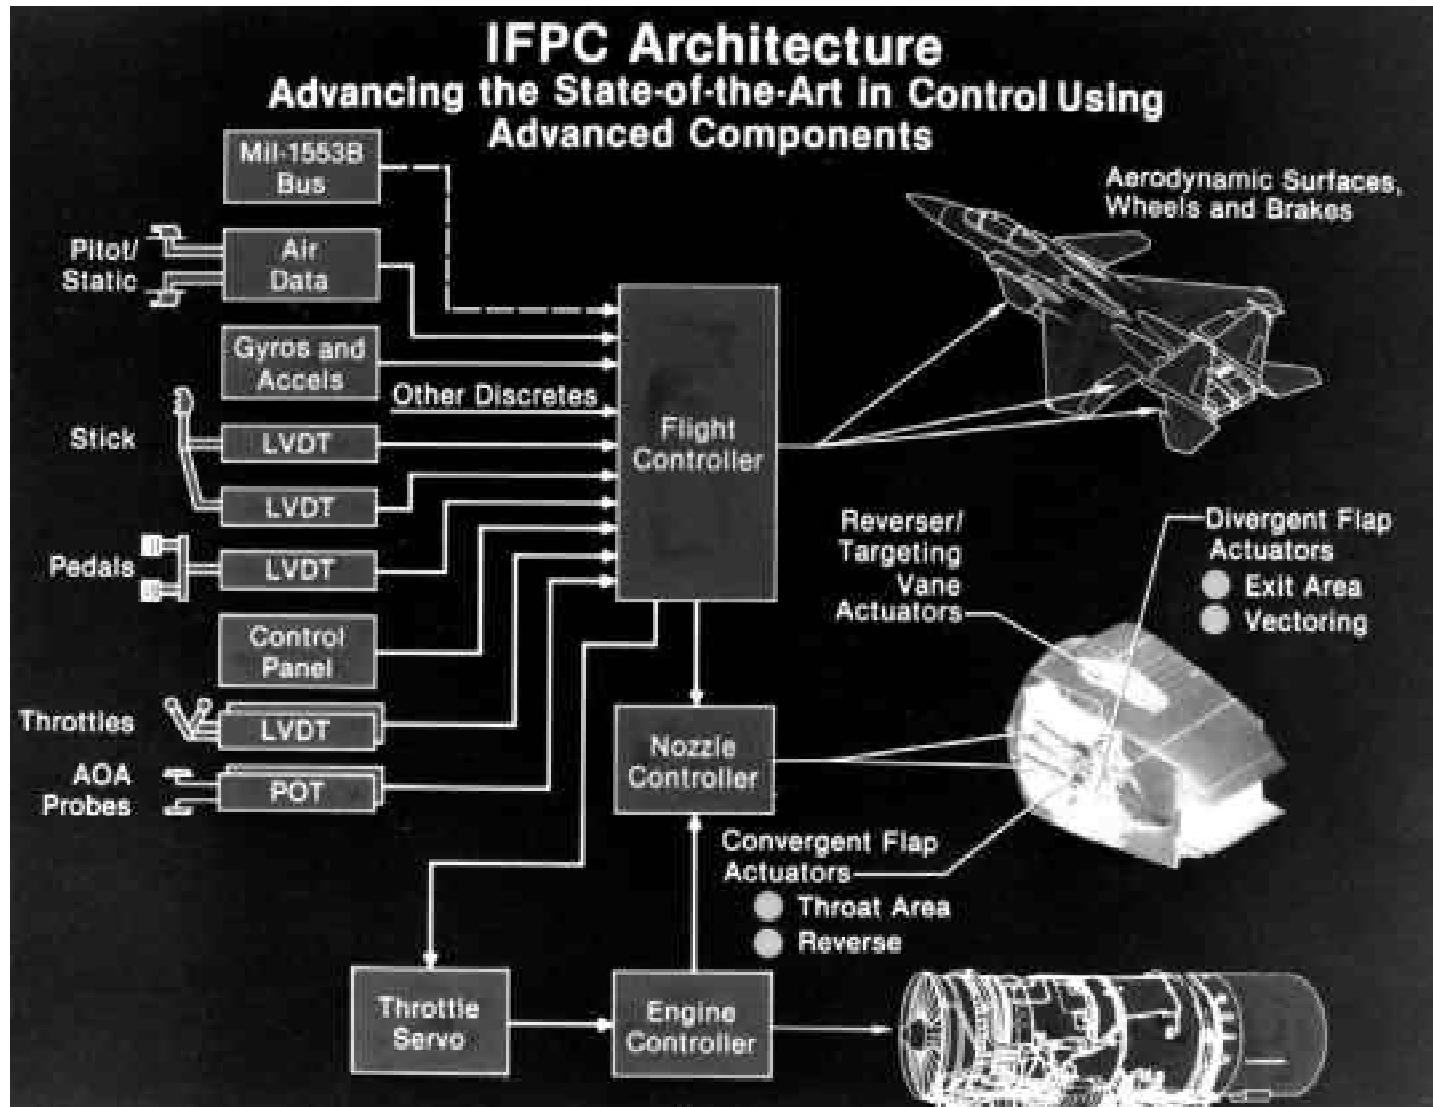 IFPC Architecture
Advancing the State-of-the-Art in Control Using
Advanced Components
Mil-1553B
Bus
Aerodynamic Surfaces,
Wheels and Brakes
Pitot/
Static
Air
Data
Gyros and
Accels
Other Discretes
Stick
LVDT
LVDT
Flight
Controller
Pedals
LVDT
Control
Panel
Throttles
LVDT
AOA
Probes
POT
Reverser/
Targeting
Vane
Actuators
Divergent Flap
Actuators
Exit Area
Vectoring
Nozzle
Controller
Convergent Flap
Actuators
Throat Area
Reverse
Throttle
Servo
Engine
Controller